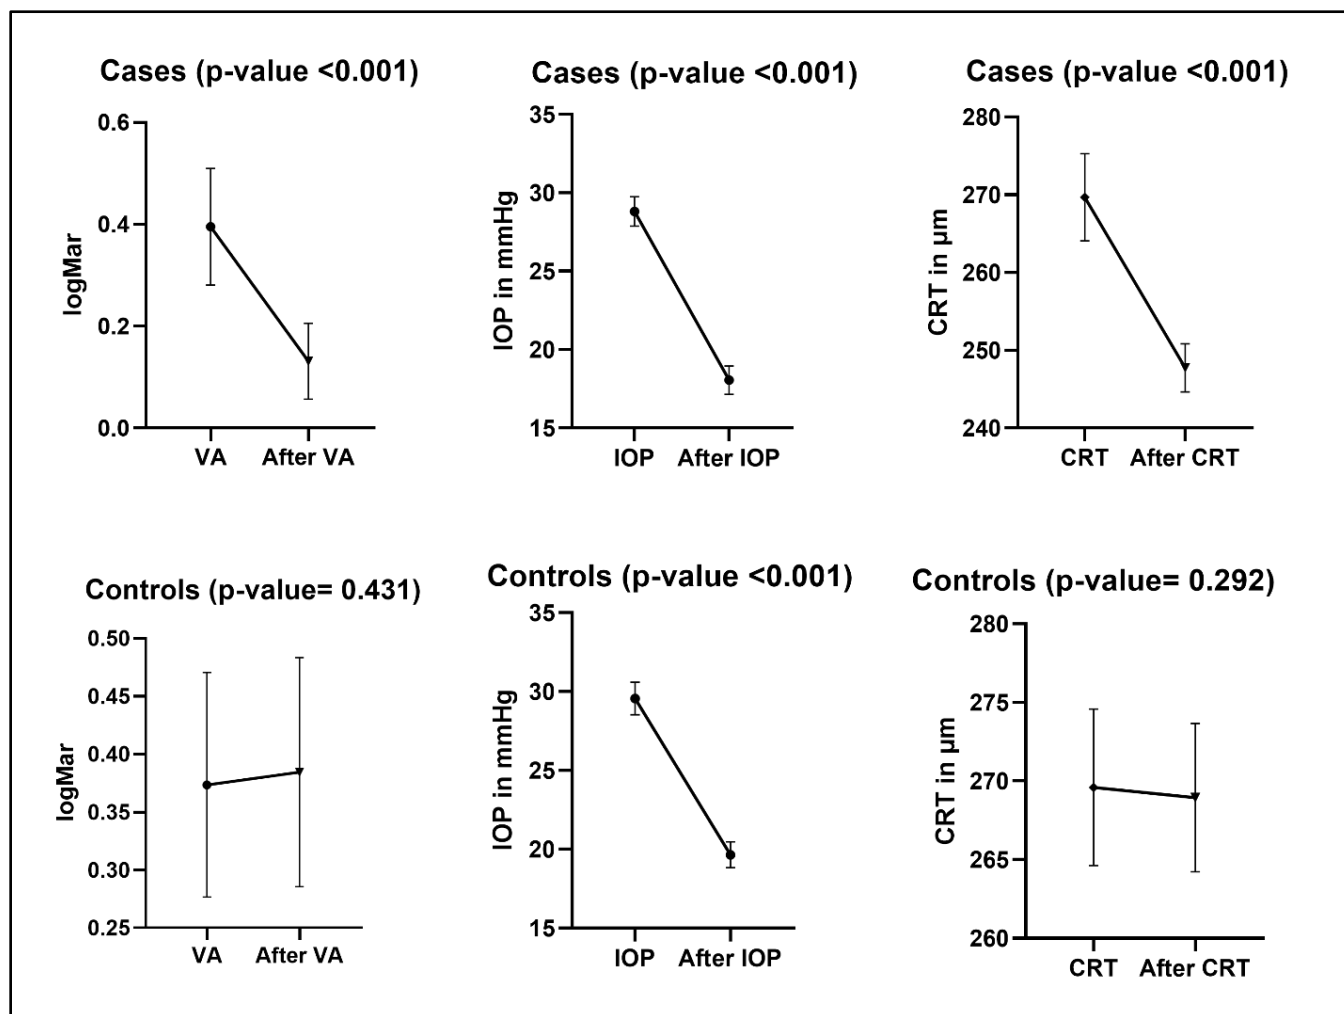 Cases (p-value <0.001)
0.6
0.4
0.2
0.0
logMar
VA
After VA
Cases (p-value <0.001)
35
30
25
20
15
IOP in mmHg
IOP
After IOP
Cases (p-value <0.001)
280
270
260
250
240
CRT in µm
CRT
After CRT
Controls (p-value= 0.431)
0.50
0.45
0.40
0.35
0.30
0.25
logMar
VA
After VA
Controls (p-value <0.001)
35
30
25
20
15
IOP in mmHg
IOP
After IOP
Controls (p-value= 0.292)
280
275
270
265
260
CRT in µm
CRT
After CRT